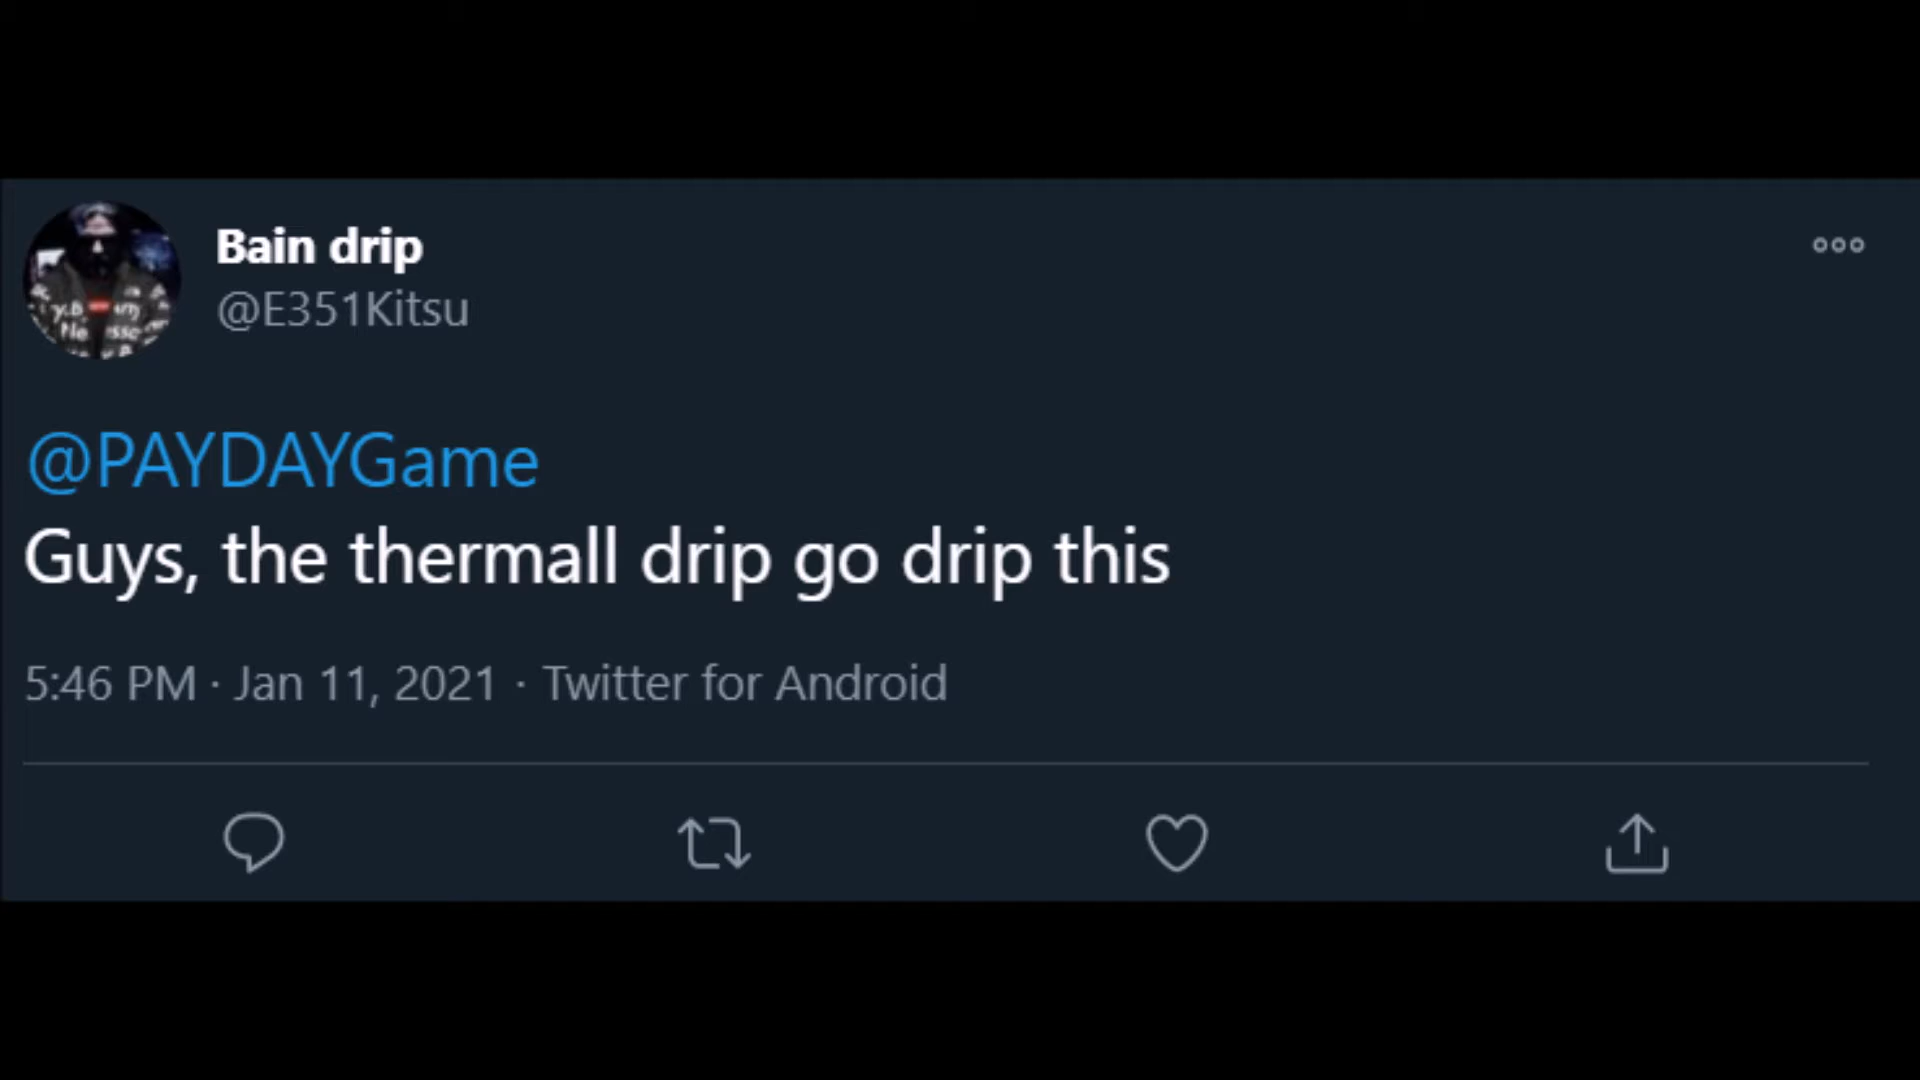 Bain drip
@E351Kitsu
@PAYDAYGame
Guys, the thermall drip go drip this
5:46 PM · Jan 11, 2021 · Twitter for Android